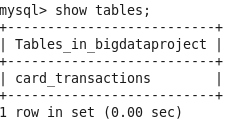 mysql> show tables;
+--------------------------+
| Tables_in_bigdataproject |
+--------------------------+
| card_transactions        |
+--------------------------+
1 row in set (0.00 sec)